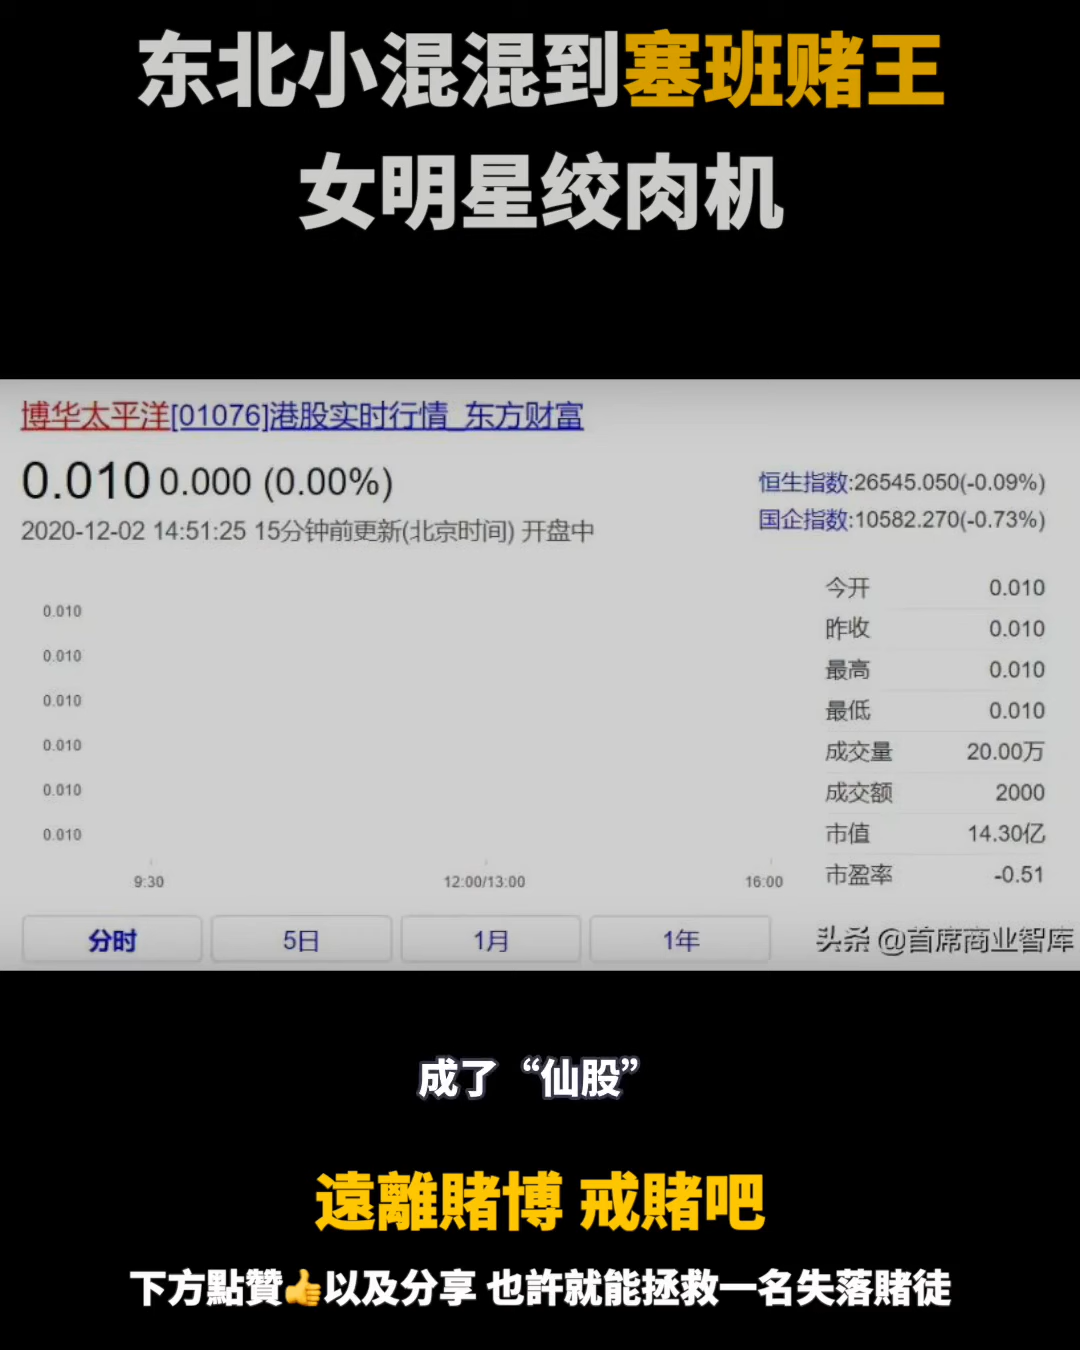 东北小混混到塞班赌王
女明星绞肉机
博华太平洋[01076]港股实时行情_东方财富
0.010 0.000 (0.00%)
恒生指数:26545.050(-0.09%)
国企指数:10582.270(-0.73%)
2020-12-02 14:51:25 15分钟前更新(北京时间) 开盘中
0.010
0.010
0.010
0.010
0.010
0.010
9:30 12:00/13:00 16:00
今开 0.010
昨收 0.010
最高 0.010
最低 0.010
成交量 20.00万
成交额 2000
市值 14.30亿
市盈率 -0.51
分时 5日 1月 1年
头条 @首席商业智库
成了“仙股”
遠離賭博 戒賭吧
下方點贊👍以及分享 也許就能拯救一名失落賭徒